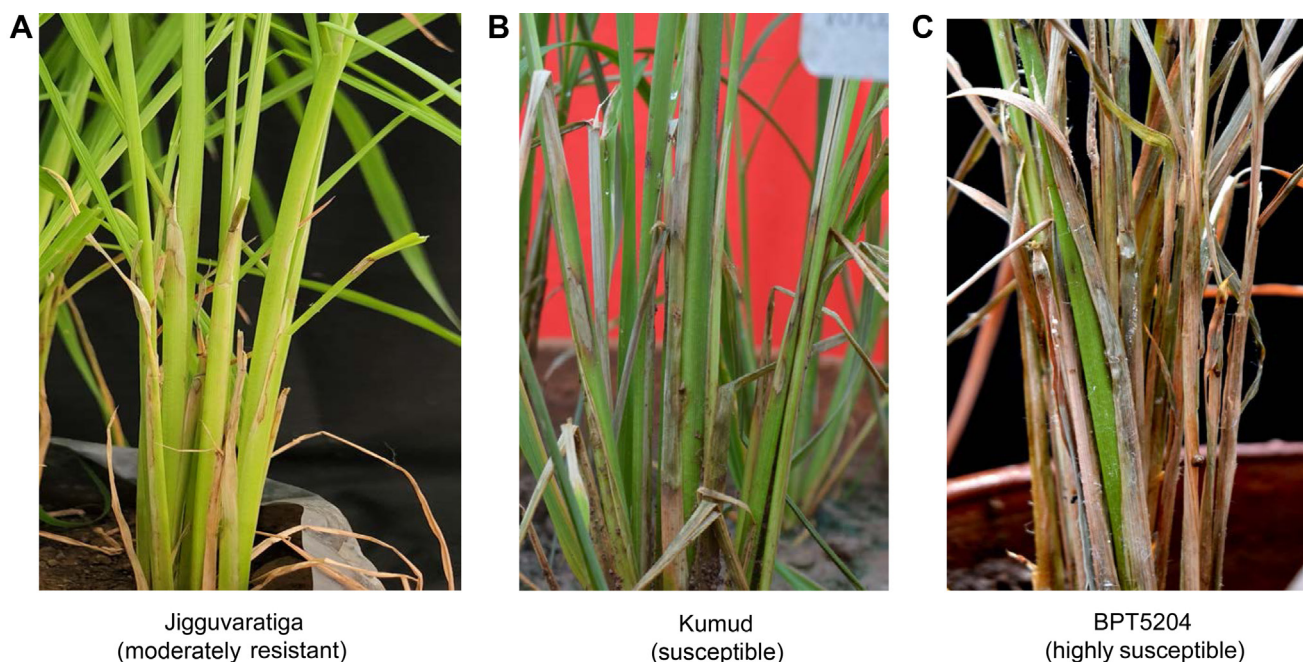 A
B
C
Jigguvaratiga
(moderately resistant)
Kumud
(susceptible)
BPT5204
(highly susceptible)